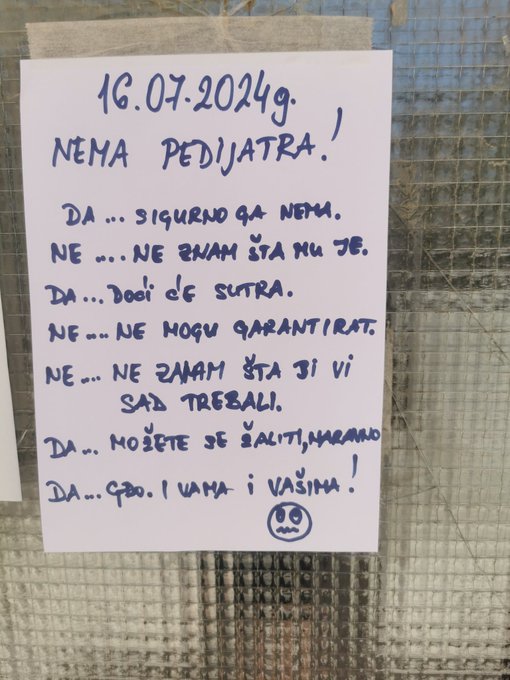 16.07.2024g.
NEMA PEDIJATRA!
DA... SIGURNO GA NEMA.
NE.... NE ZNAM ŠTA MU JE.
DA... DOĆI ĆE SUTRA.
NE... NE MOGU GARANTIRAT.
NE... NE ZNAM ŠTA BI VI
SAD TREBALI.
DA... MOŽETE SE ŽALITI, NARAVNO
DA... GĐO. I VAMA I VAŠIMA!